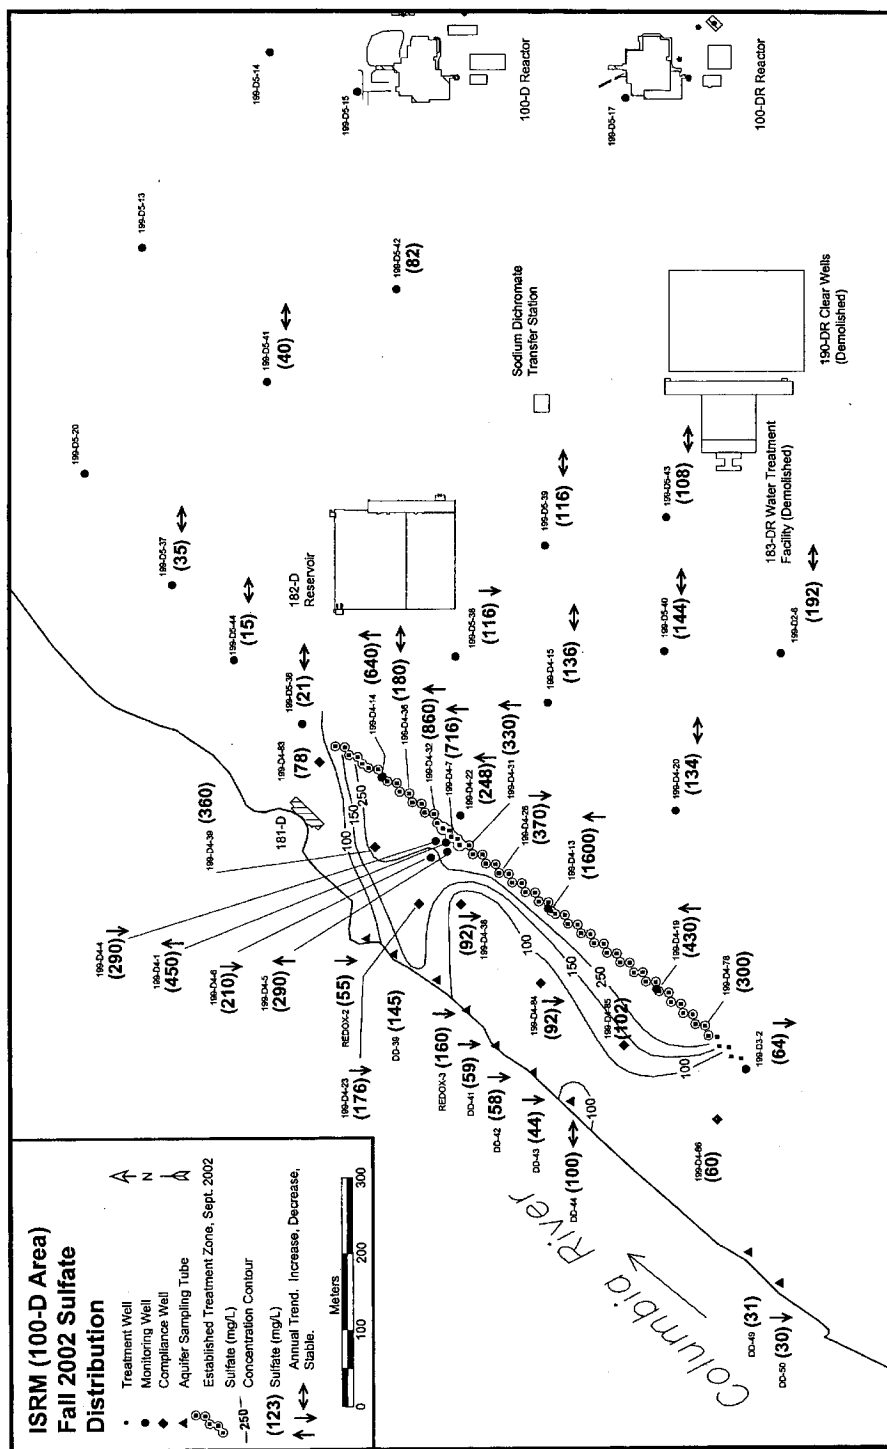 ISRM (100-D Area)
Fall 2002 Sulfate
Distribution
Treatment Well
Monitoring Well
Compliance Well
Aquifer Sampling Tube
Established Treatment Zone, Sept. 2002
Sulfate (mg/L)
—250— Concentration Contour
(123) Sulfate (mg/L)
↑ ↓ ↔ Annual Trend. Increase, Decrease,
Stable.
N
Meters
0 100 200 300
199-D4-4
(290)↓
199-D4-1
(450)↑
199-D4-6
(210)↓
199-D4-5
(290)↑
REDOX-2 (55)↓
199-D4-23
(176)↓
DD-39 (145)
REDOX-3 (160)↓
DD-41 (59)↓
DD-42 (58)↓
DD-43 (44)↓
DD-44 (100)↔
DD-49 (31)
DD-50 (30)↓
Columbia River
199-D4-39 (360)
181-D
199-D4-83
(78)
199-D5-36
(21)↔
199-D5-44
(15)↔
199-D5-37
(35)↔
199-D5-20
199-D5-41
(40)↔
199-D5-13
199-D5-14
199-D5-15
100-D Reactor
199-D5-17
100-DR Reactor
199-D5-42
(82)
Sodium Dichromate
Transfer Station
182-D
Reservoir
199-D4-14 (640)↑
199-D4-36 (180)↔
199-D4-32 (860)↑
199-D4-7 (716)↑
199-D4-22
(248)↑
199-D4-31 (330)↑
199-D4-26
(370)↓
199-D4-13
(1600)↑
199-D4-19
(430)↑
199-D4-78
(300)
199-D5-38
(116)↓
199-D4-15
(136)↔
199-D5-39
(116)↔
199-D5-43
(108)↔
199-D5-40
(144)↔
199-D4-20
(134)↔
199-D2-6
(192)↔
183-DR Water Treatment
Facility (Demolished)
190-DR Clear Wells
(Demolished)
(92)↓
199-D4-38
199-D4-84
(92)↓
199-D4-85
(102)
199-D3-2
(64)↓
199-D4-86
(60)
100
150
250
100
150
250
100
100